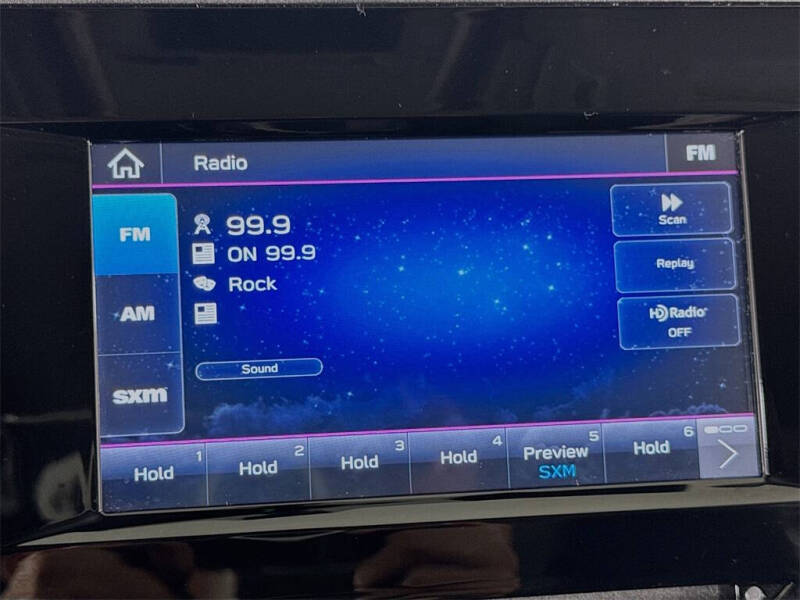 Radio
FM
FM
AM
sxm
99.9
ON 99.9
Rock
Sound
Scan
Replay
HD Radio
OFF
1
Hold
2
Hold
3
Hold
4
Hold
5
Preview
SXM
6
Hold